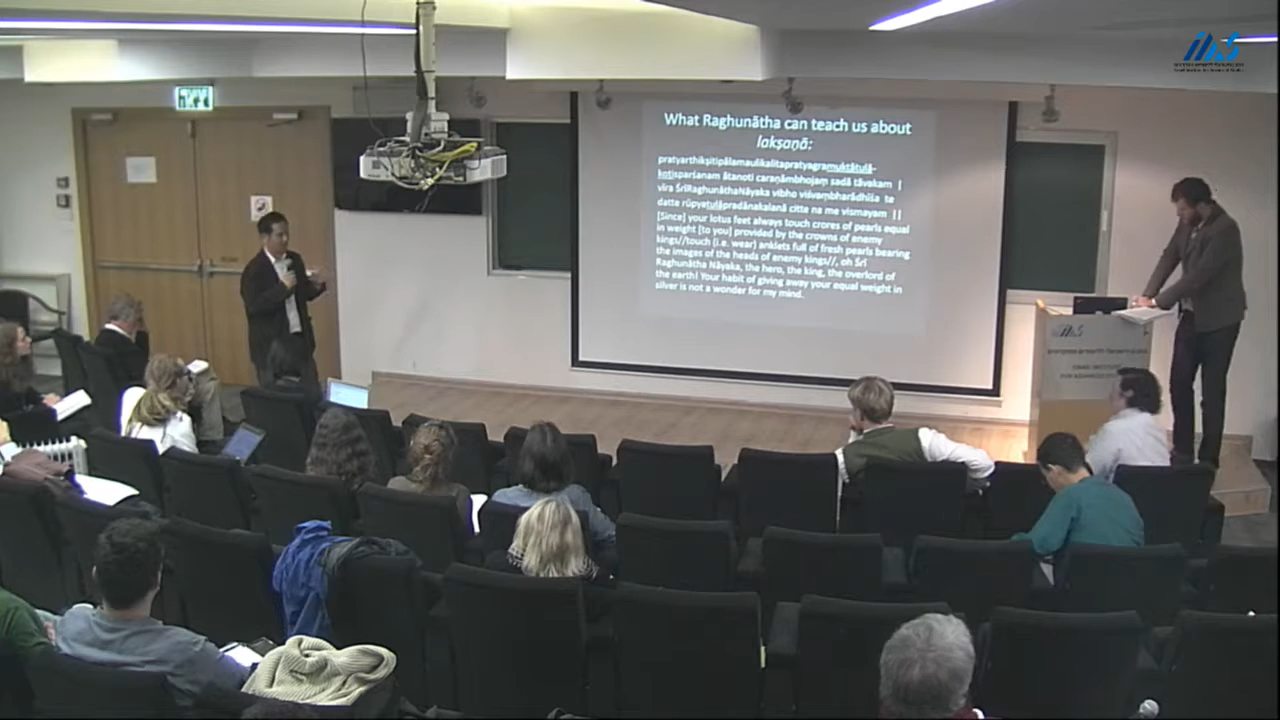 What Raghunātha can teach us about
lakṣaṇā:
pratyarthikṣitipālamaulikalitapratyagramuktātulā-
koṭisparśanam ātanoti caraṇāmbhojaṃ sadā tāvakam |
vīra ŚrīRaghunāthaNāyaka vibho viśvaṃbharādhīśa te
datte rūpyatulāpradānakalanā citte na me vismayam ||
[Since] your lotus feet always touch crores of pearls equal
in weight [to you] provided by the crowns of enemy
kings//touch (i.e. wear) anklets full of fresh pearls bearing
the images of the heads of enemy kings//, oh Śrī
Raghunātha Nāyaka, the hero, the king, the overlord of
the earth! Your habit of giving away your equal weight in
silver is not a wonder for my mind.